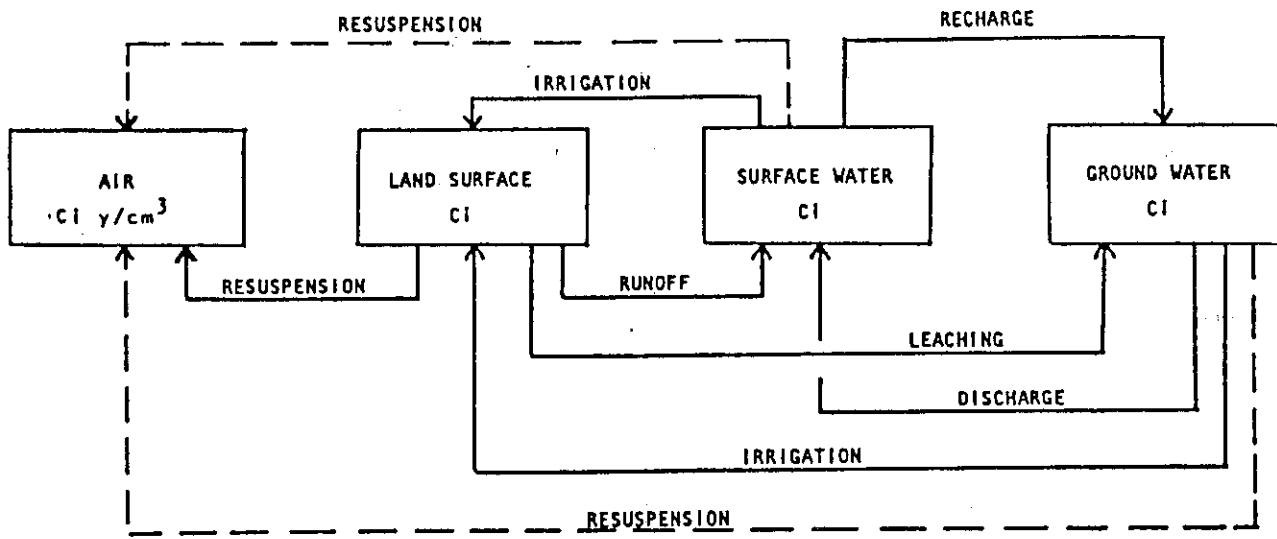 RESUSPENSION
RECHARGE
IRRIGATION
AIR
Ci y/cm³
LAND SURFACE
Ci
SURFACE WATER
Ci
GROUND WATER
Ci
RESUSPENSION
RUNOFF
LEACHING
DISCHARGE
IRRIGATION
RESUSPENSION